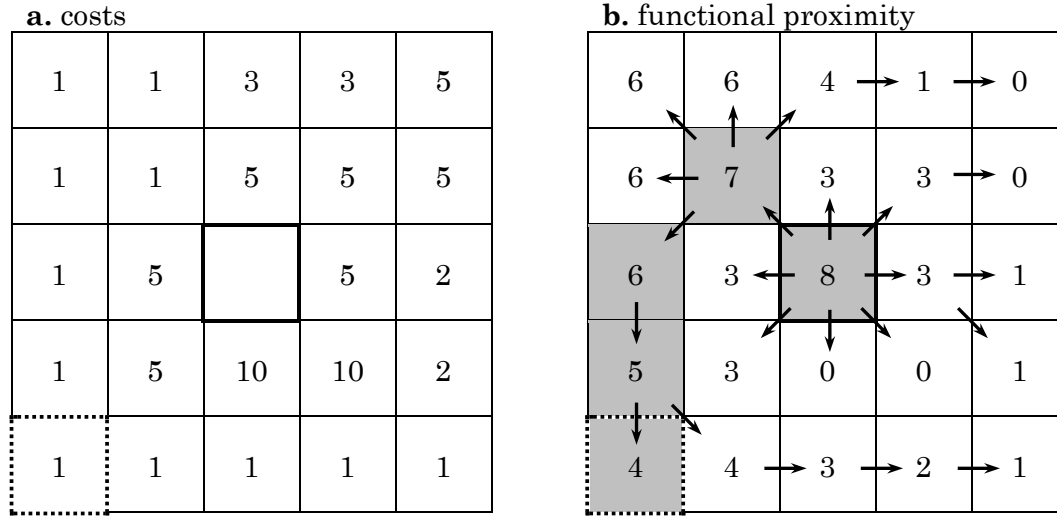 a. costs b. functional proximity
1 1 3 3 5 6 6 4 1 0
1 1 5 5 5 6 7 3 3 0
1 5 5 2 6 3 8 3 1
1 5 10 10 2 5 3 0 0 1
1 1 1 1 1 4 4 3 2 1